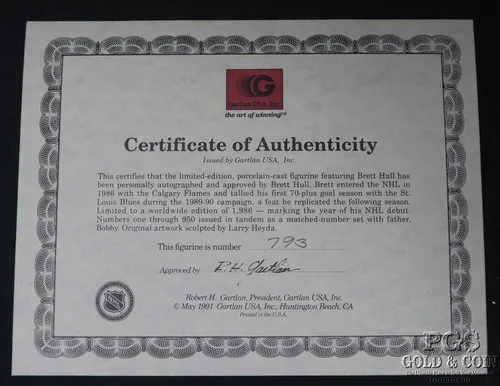 G
Gartlan USA, Inc.
the art of winning™
Certificate of Authenticity
Issued by Gartlan USA, Inc.
This certifies that the limited-edition, porcelain-cast figurine featuring Brett Hull has
been personally autographed and approved by Brett Hull. Brett entered the NHL in
1986 with the Calgary Flames and tallied his first 70-plus goal season with the St.
Louis Blues during the 1989-90 campaign, a feat he replicated the following season.
Limited to a worldwide edition of 1,986 — marking the year of his NHL debut.
Numbers one through 950 issued in tandem as a matched-number set with father,
Bobby. Original artwork sculpted by Larry Heyda.
This figurine is number 793
Approved by R.H. Gartlan
Robert H. Gartlan, President, Gartlan USA, Inc.
© May 1991 Gartlan USA, Inc., Huntington Beach, CA
Printed in the U.S.A.
NHL
PGS
GOLD & COIN